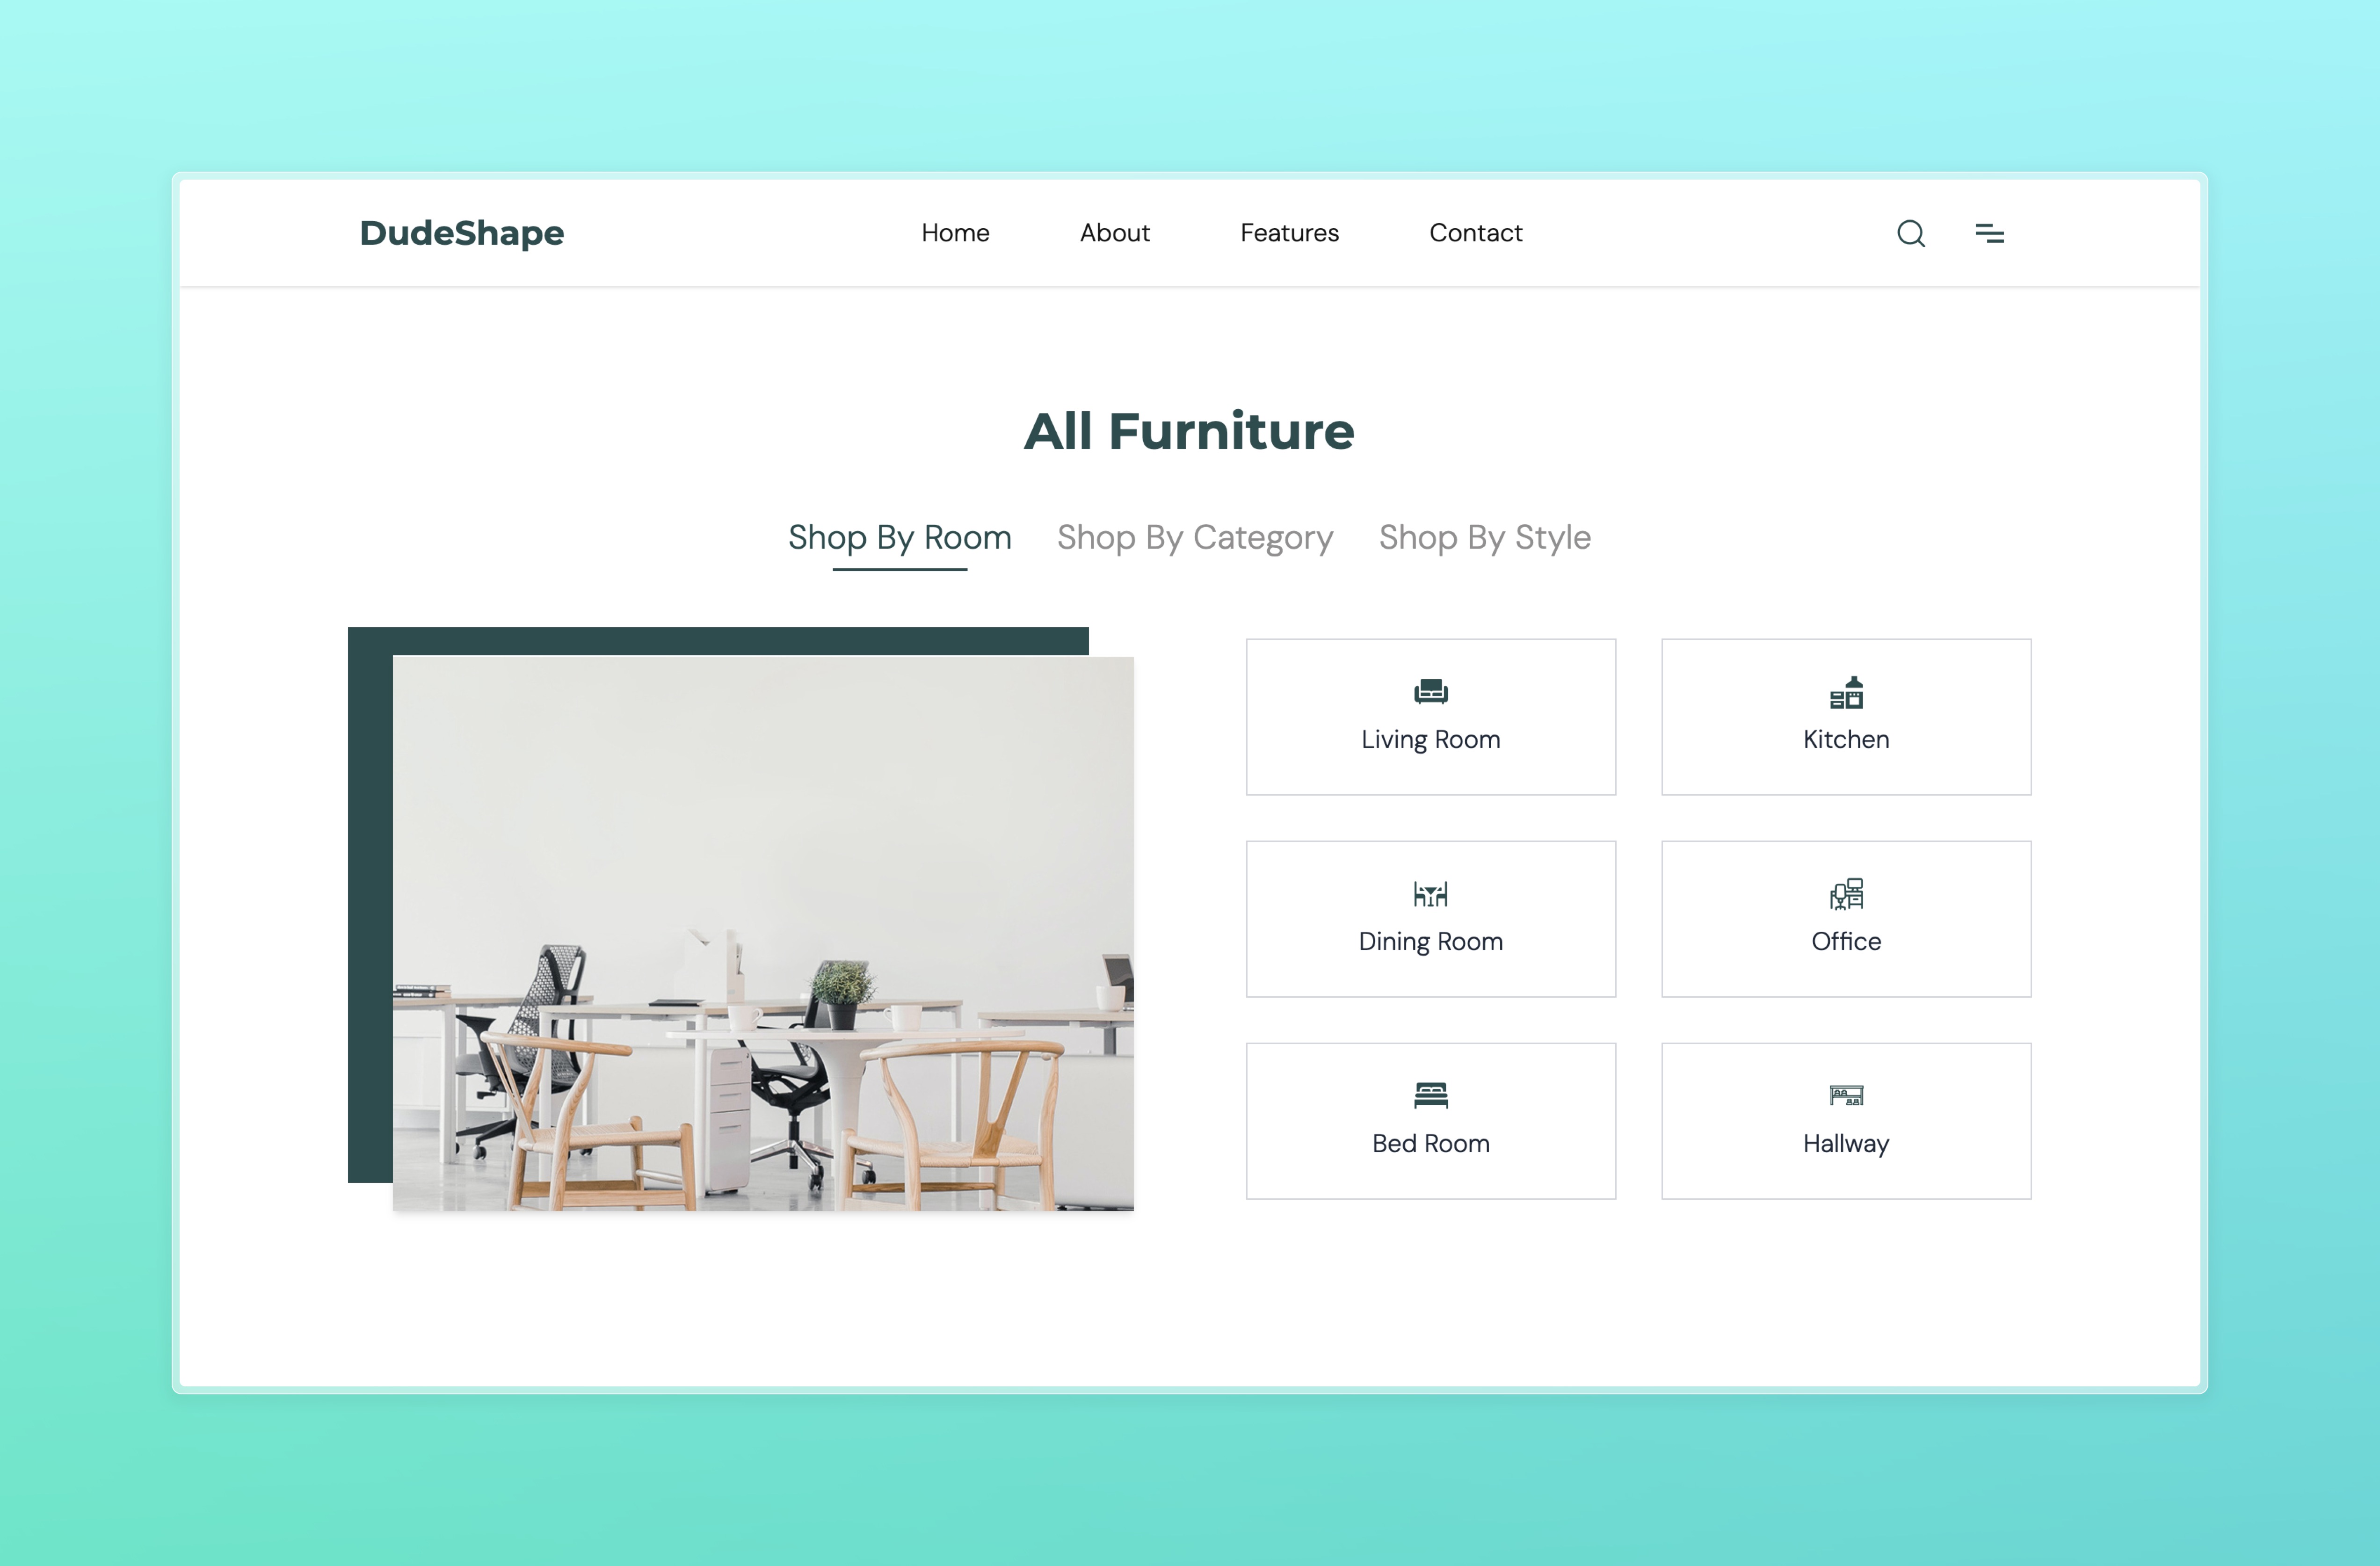 DudeShape
Home About Features Contact
All Furniture
Shop By Room Shop By Category Shop By Style
Living Room
Kitchen
Dining Room
Office
Bed Room
Hallway